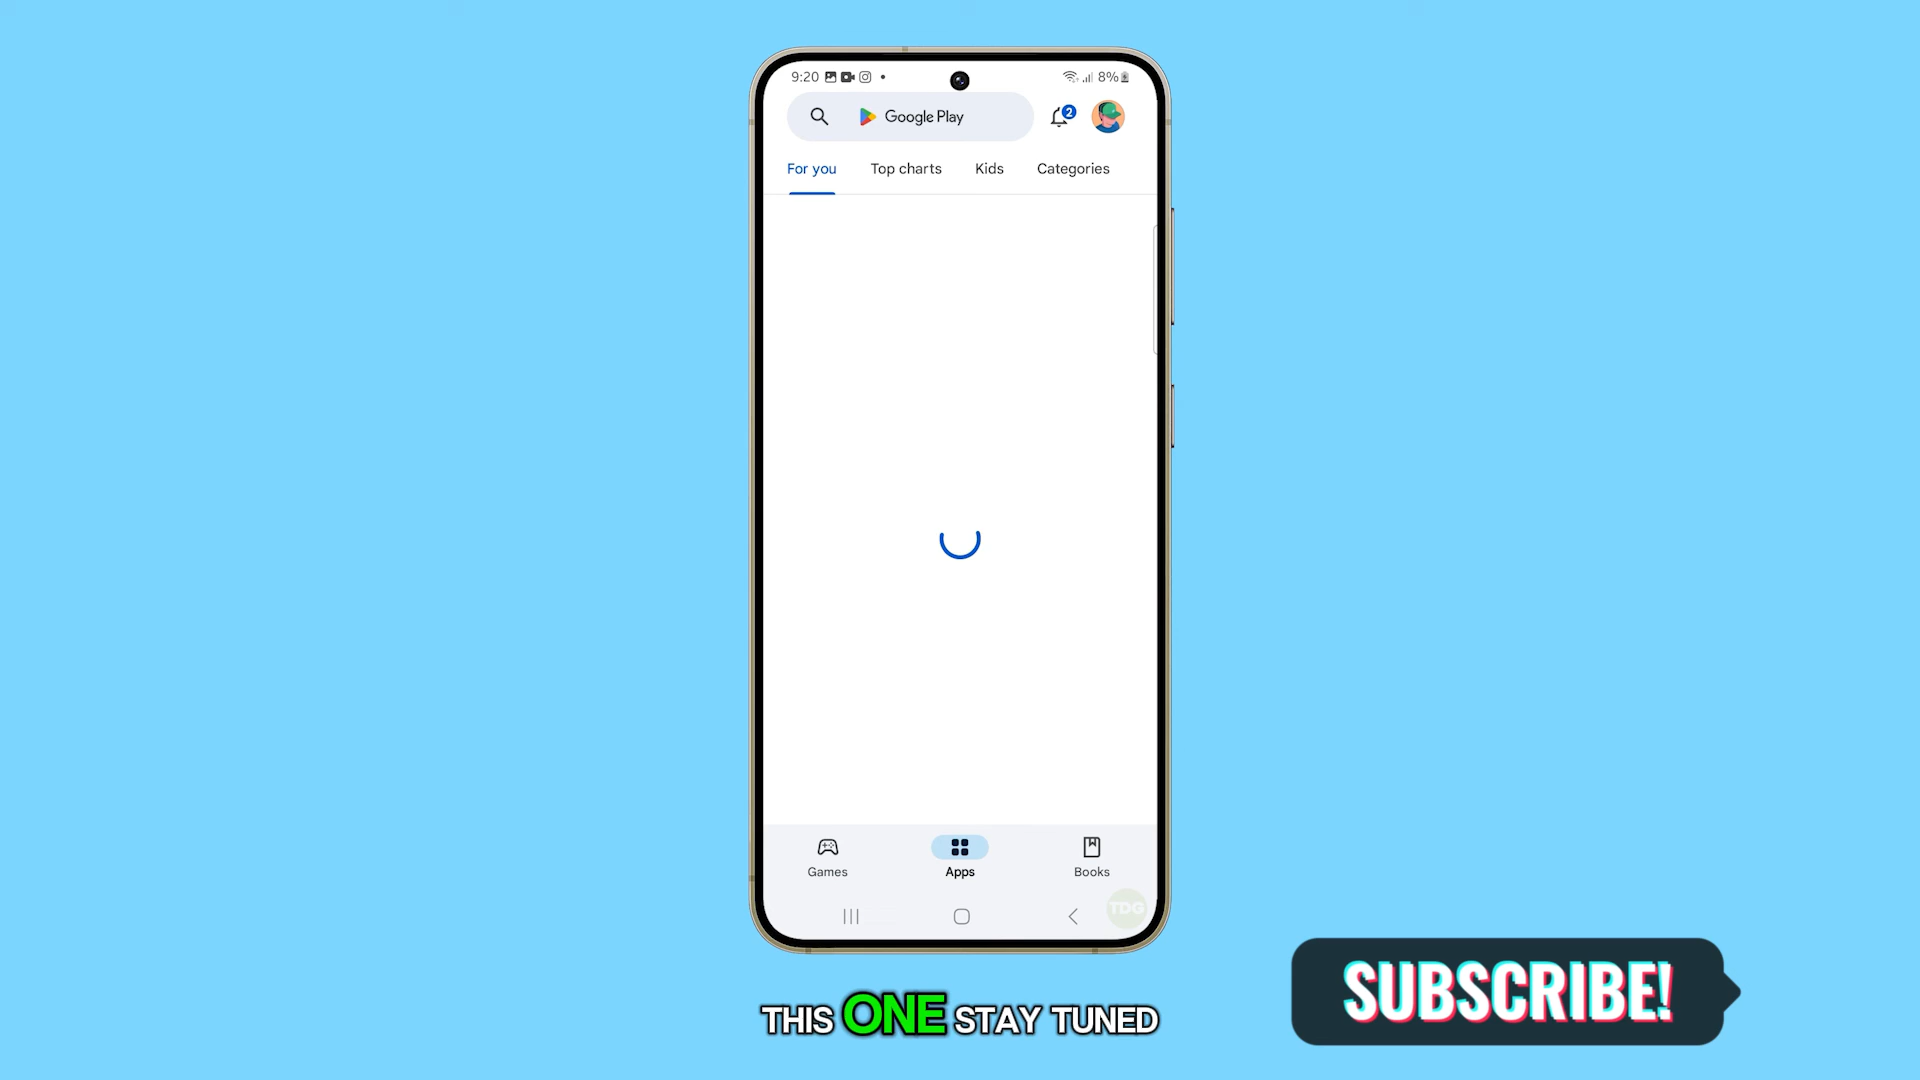 9:20 8%
Google Play 2
For you Top charts Kids Categories
Games Apps Books
TDG
THIS ONE STAY TUNED
SUBSCRIBE!